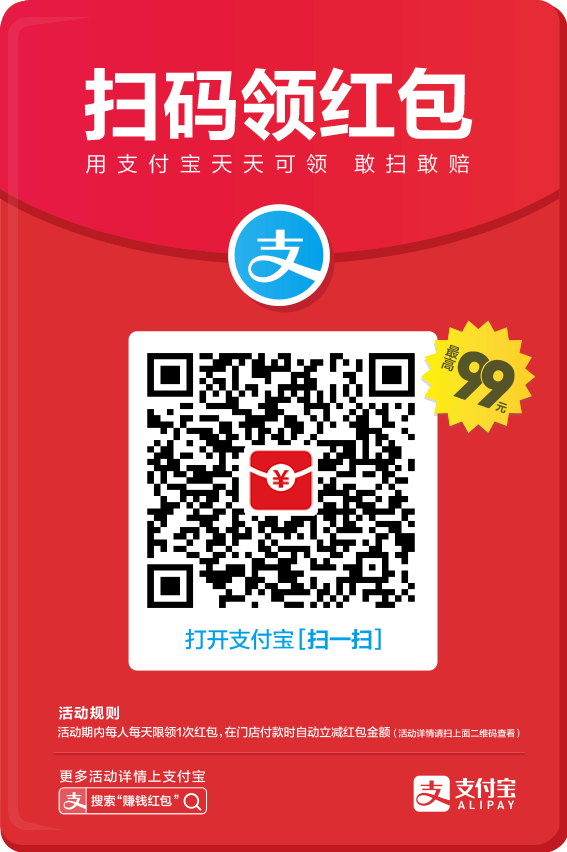 扫码领红包
用支付宝天天可领 敢扫敢赔
支
最高99元
¥
打开支付宝[扫一扫]
活动规则
活动期内每人每天限领1次红包，在门店付款时自动立减红包金额（活动详情请扫上面二维码查看）
更多活动详情上支付宝
支 搜索“赚钱红包”
支 支付宝
ALIPAY